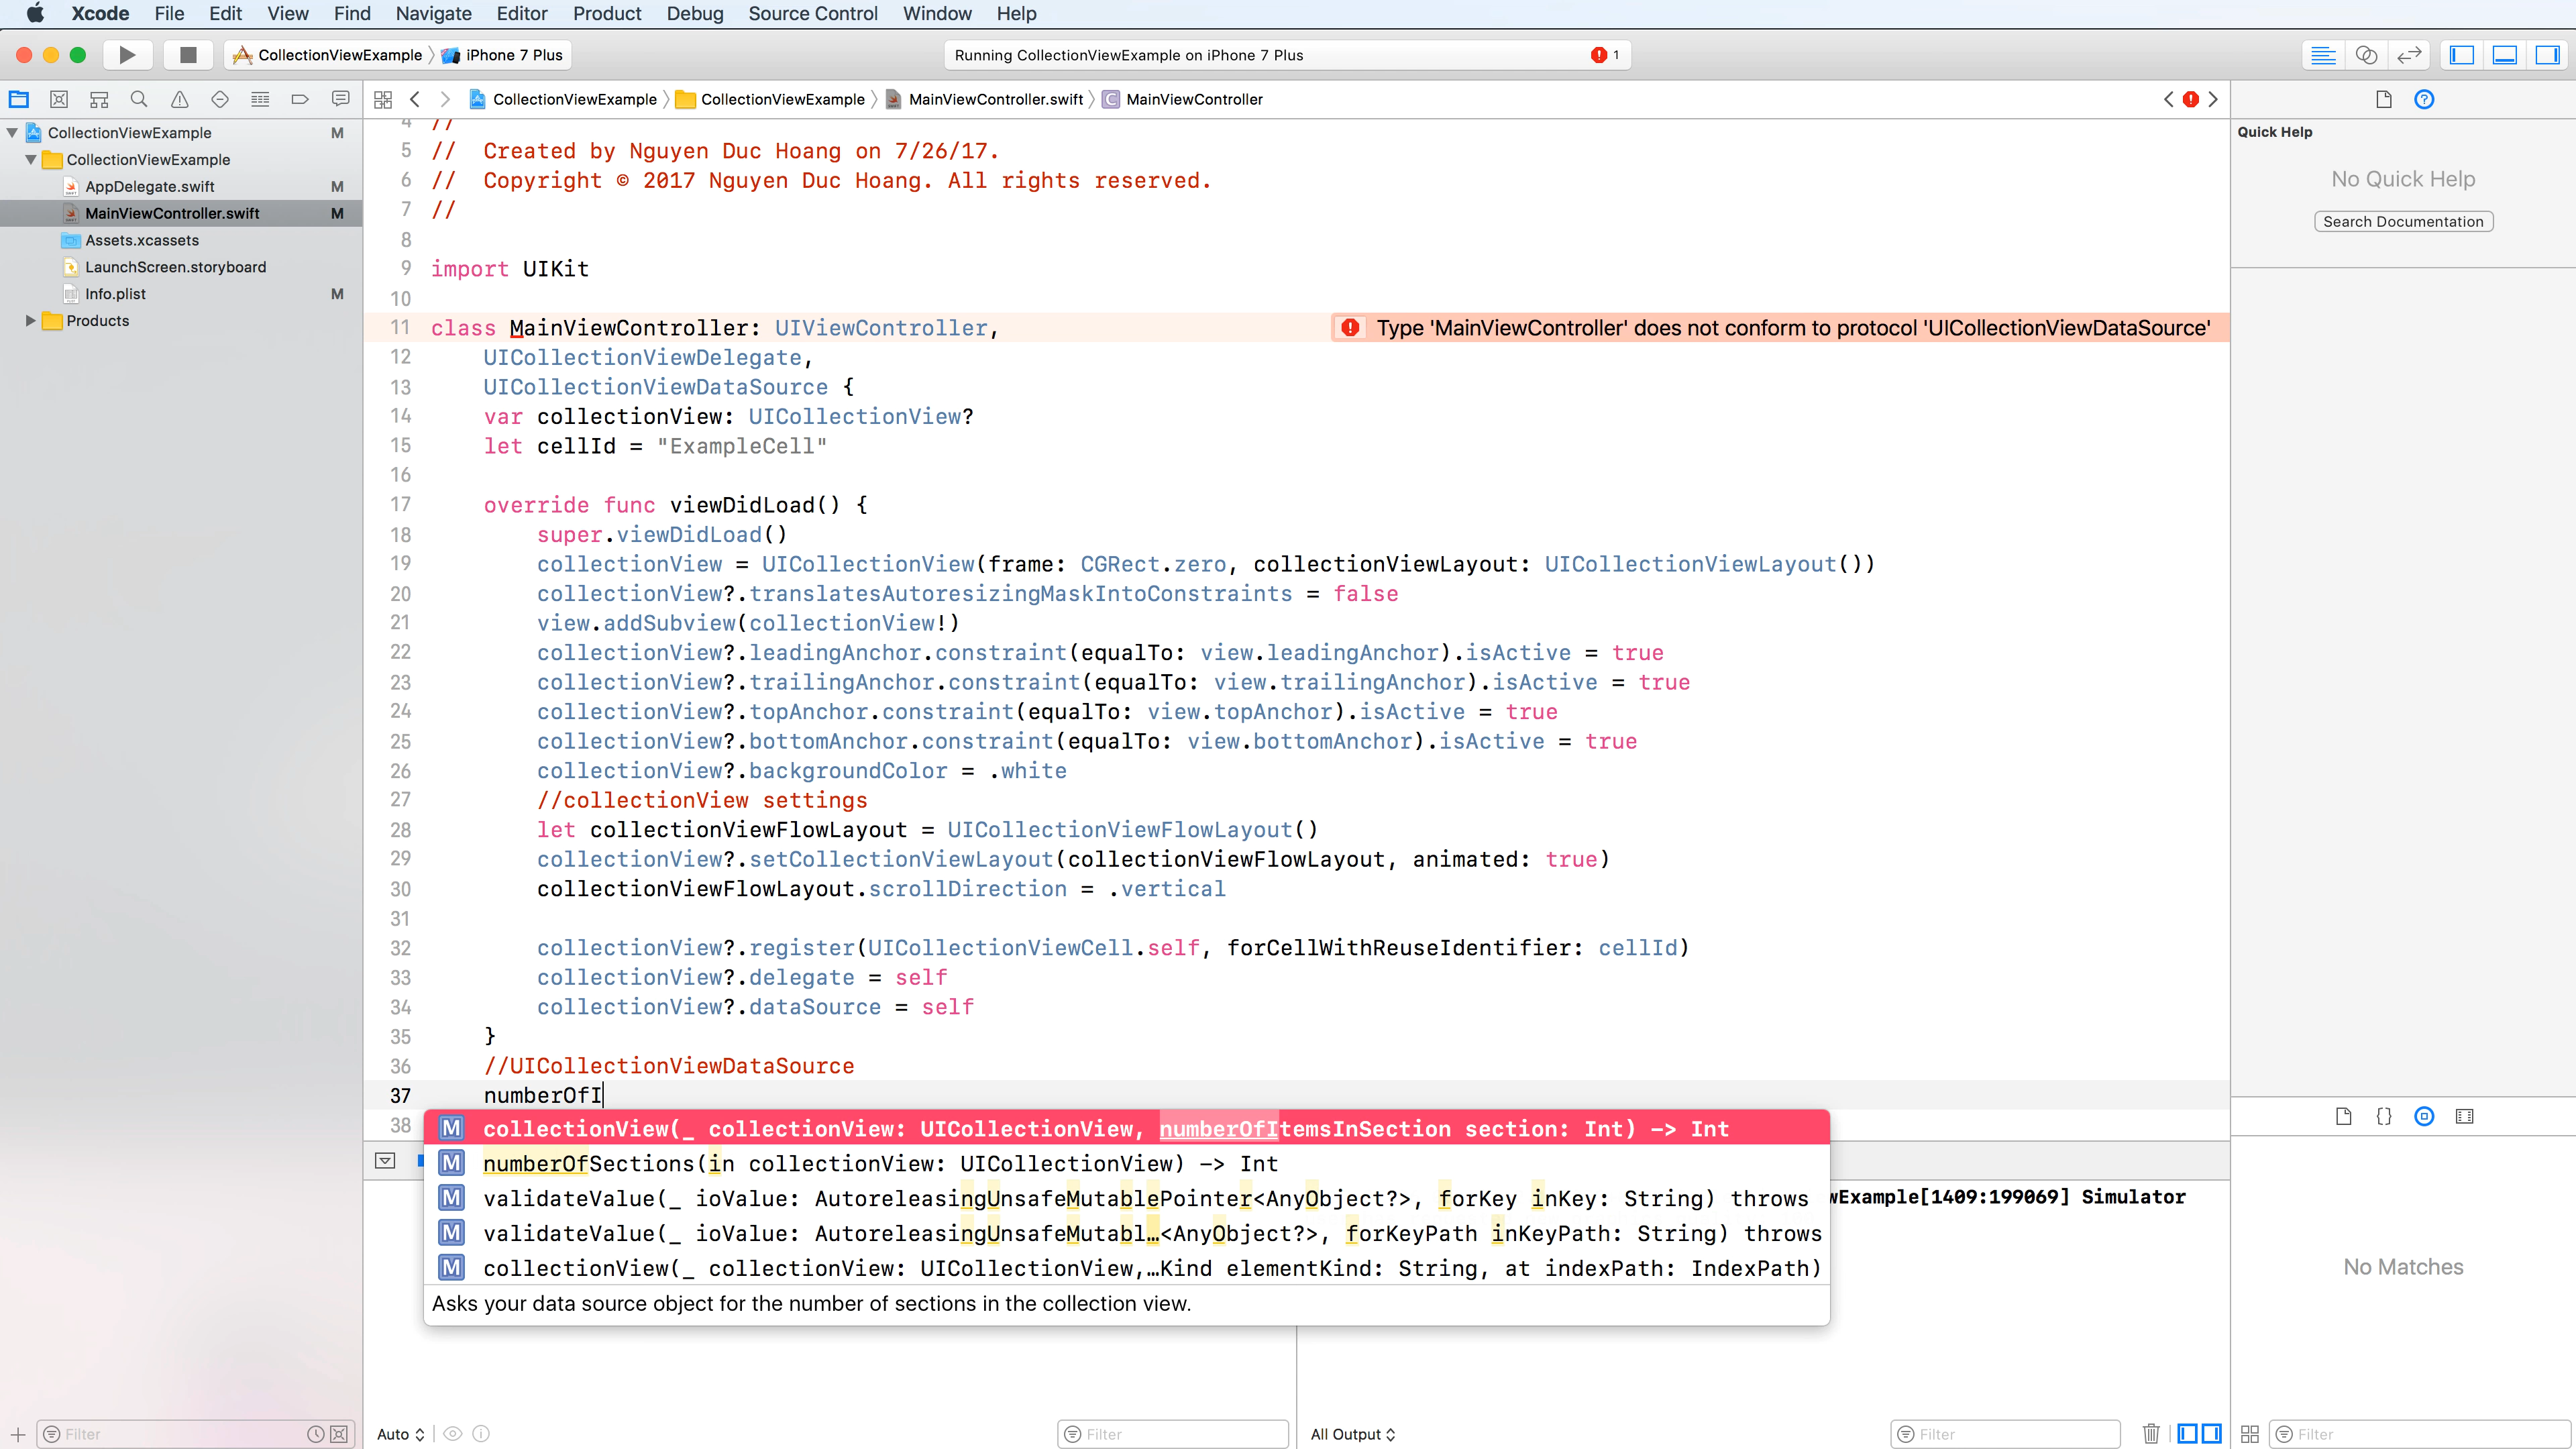 Xcode File Edit View Find Navigate Editor Product Debug Source Control Window Help
CollectionViewExample iPhone 7 Plus
Running CollectionViewExample on iPhone 7 Plus
1
CollectionViewExample CollectionViewExample MainViewController.swift C MainViewController
CollectionViewExample M
CollectionViewExample
AppDelegate.swift M
MainViewController.swift M
Assets.xcassets
LaunchScreen.storyboard
Info.plist M
Products
4 //
5 //  Created by Nguyen Duc Hoang on 7/26/17.
6 //  Copyright © 2017 Nguyen Duc Hoang. All rights reserved.
7 //
8
9 import UIKit
10
11 class MainViewController: UIViewController,
Type 'MainViewController' does not conform to protocol 'UICollectionViewDataSource'
12     UICollectionViewDelegate,
13     UICollectionViewDataSource {
14     var collectionView: UICollectionView?
15     let cellId = "ExampleCell"
16
17     override func viewDidLoad() {
18         super.viewDidLoad()
19         collectionView = UICollectionView(frame: CGRect.zero, collectionViewLayout: UICollectionViewLayout())
20         collectionView?.translatesAutoresizingMaskIntoConstraints = false
21         view.addSubview(collectionView!)
22         collectionView?.leadingAnchor.constraint(equalTo: view.leadingAnchor).isActive = true
23         collectionView?.trailingAnchor.constraint(equalTo: view.trailingAnchor).isActive = true
24         collectionView?.topAnchor.constraint(equalTo: view.topAnchor).isActive = true
25         collectionView?.bottomAnchor.constraint(equalTo: view.bottomAnchor).isActive = true
26         collectionView?.backgroundColor = .white
27         //collectionView settings
28         let collectionViewFlowLayout = UICollectionViewFlowLayout()
29         collectionView?.setCollectionViewLayout(collectionViewFlowLayout, animated: true)
30         collectionViewFlowLayout.scrollDirection = .vertical
31
32         collectionView?.register(UICollectionViewCell.self, forCellWithReuseIdentifier: cellId)
33         collectionView?.delegate = self
34         collectionView?.dataSource = self
35     }
36     //UICollectionViewDataSource
37     numberOfI
38
M collectionView(_ collectionView: UICollectionView, numberOfItemsInSection section: Int) -> Int
M numberOfSections(in collectionView: UICollectionView) -> Int
M validateValue(_ ioValue: AutoreleasingUnsafeMutablePointer<AnyObject?>, forKey inKey: String) throws
M validateValue(_ ioValue: AutoreleasingUnsafeMutabl…<AnyObject?>, forKeyPath inKeyPath: String) throws
M collectionView(_ collectionView: UICollectionView,…Kind elementKind: String, at indexPath: IndexPath)
Asks your data source object for the number of sections in the collection view.
wExample[1409:199069] Simulator
Quick Help
No Quick Help
Search Documentation
{}
No Matches
Filter
Auto
Filter
All Output
Filter
Filter